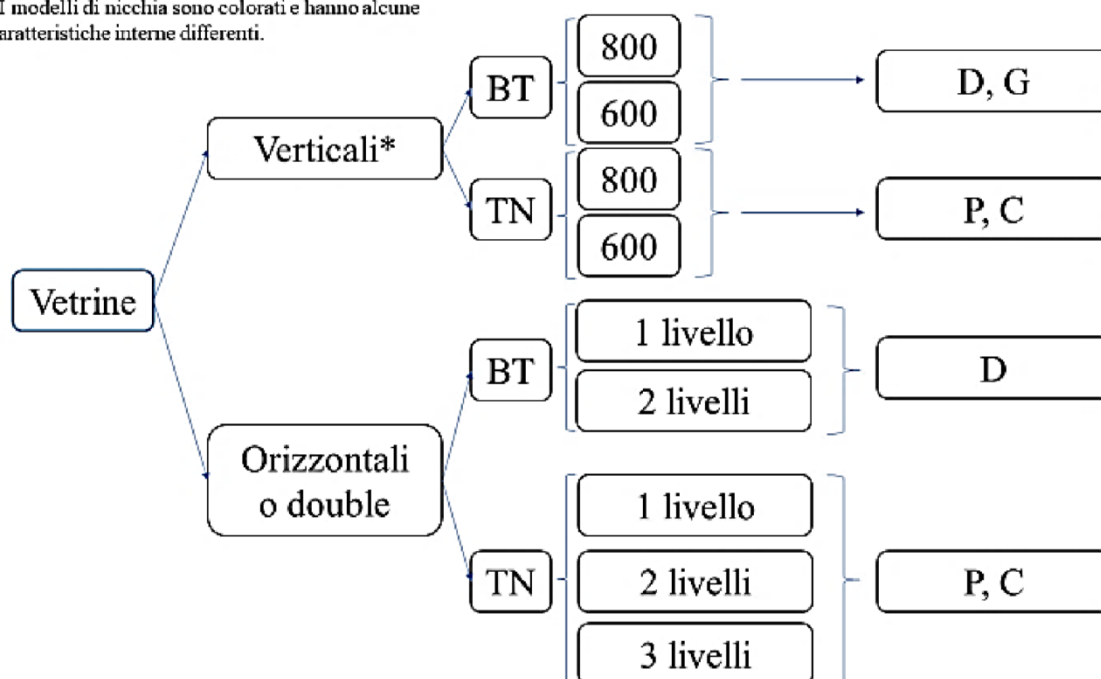 I modelli di nicchia sono colorati e hanno alcune
aratteristiche interne differenti.
Vetrine
Verticali*
BT
800
600
D, G
TN
800
600
P, C
Orizzontali
o double
BT
1 livello
2 livelli
D
TN
1 livello
2 livelli
3 livelli
P, C